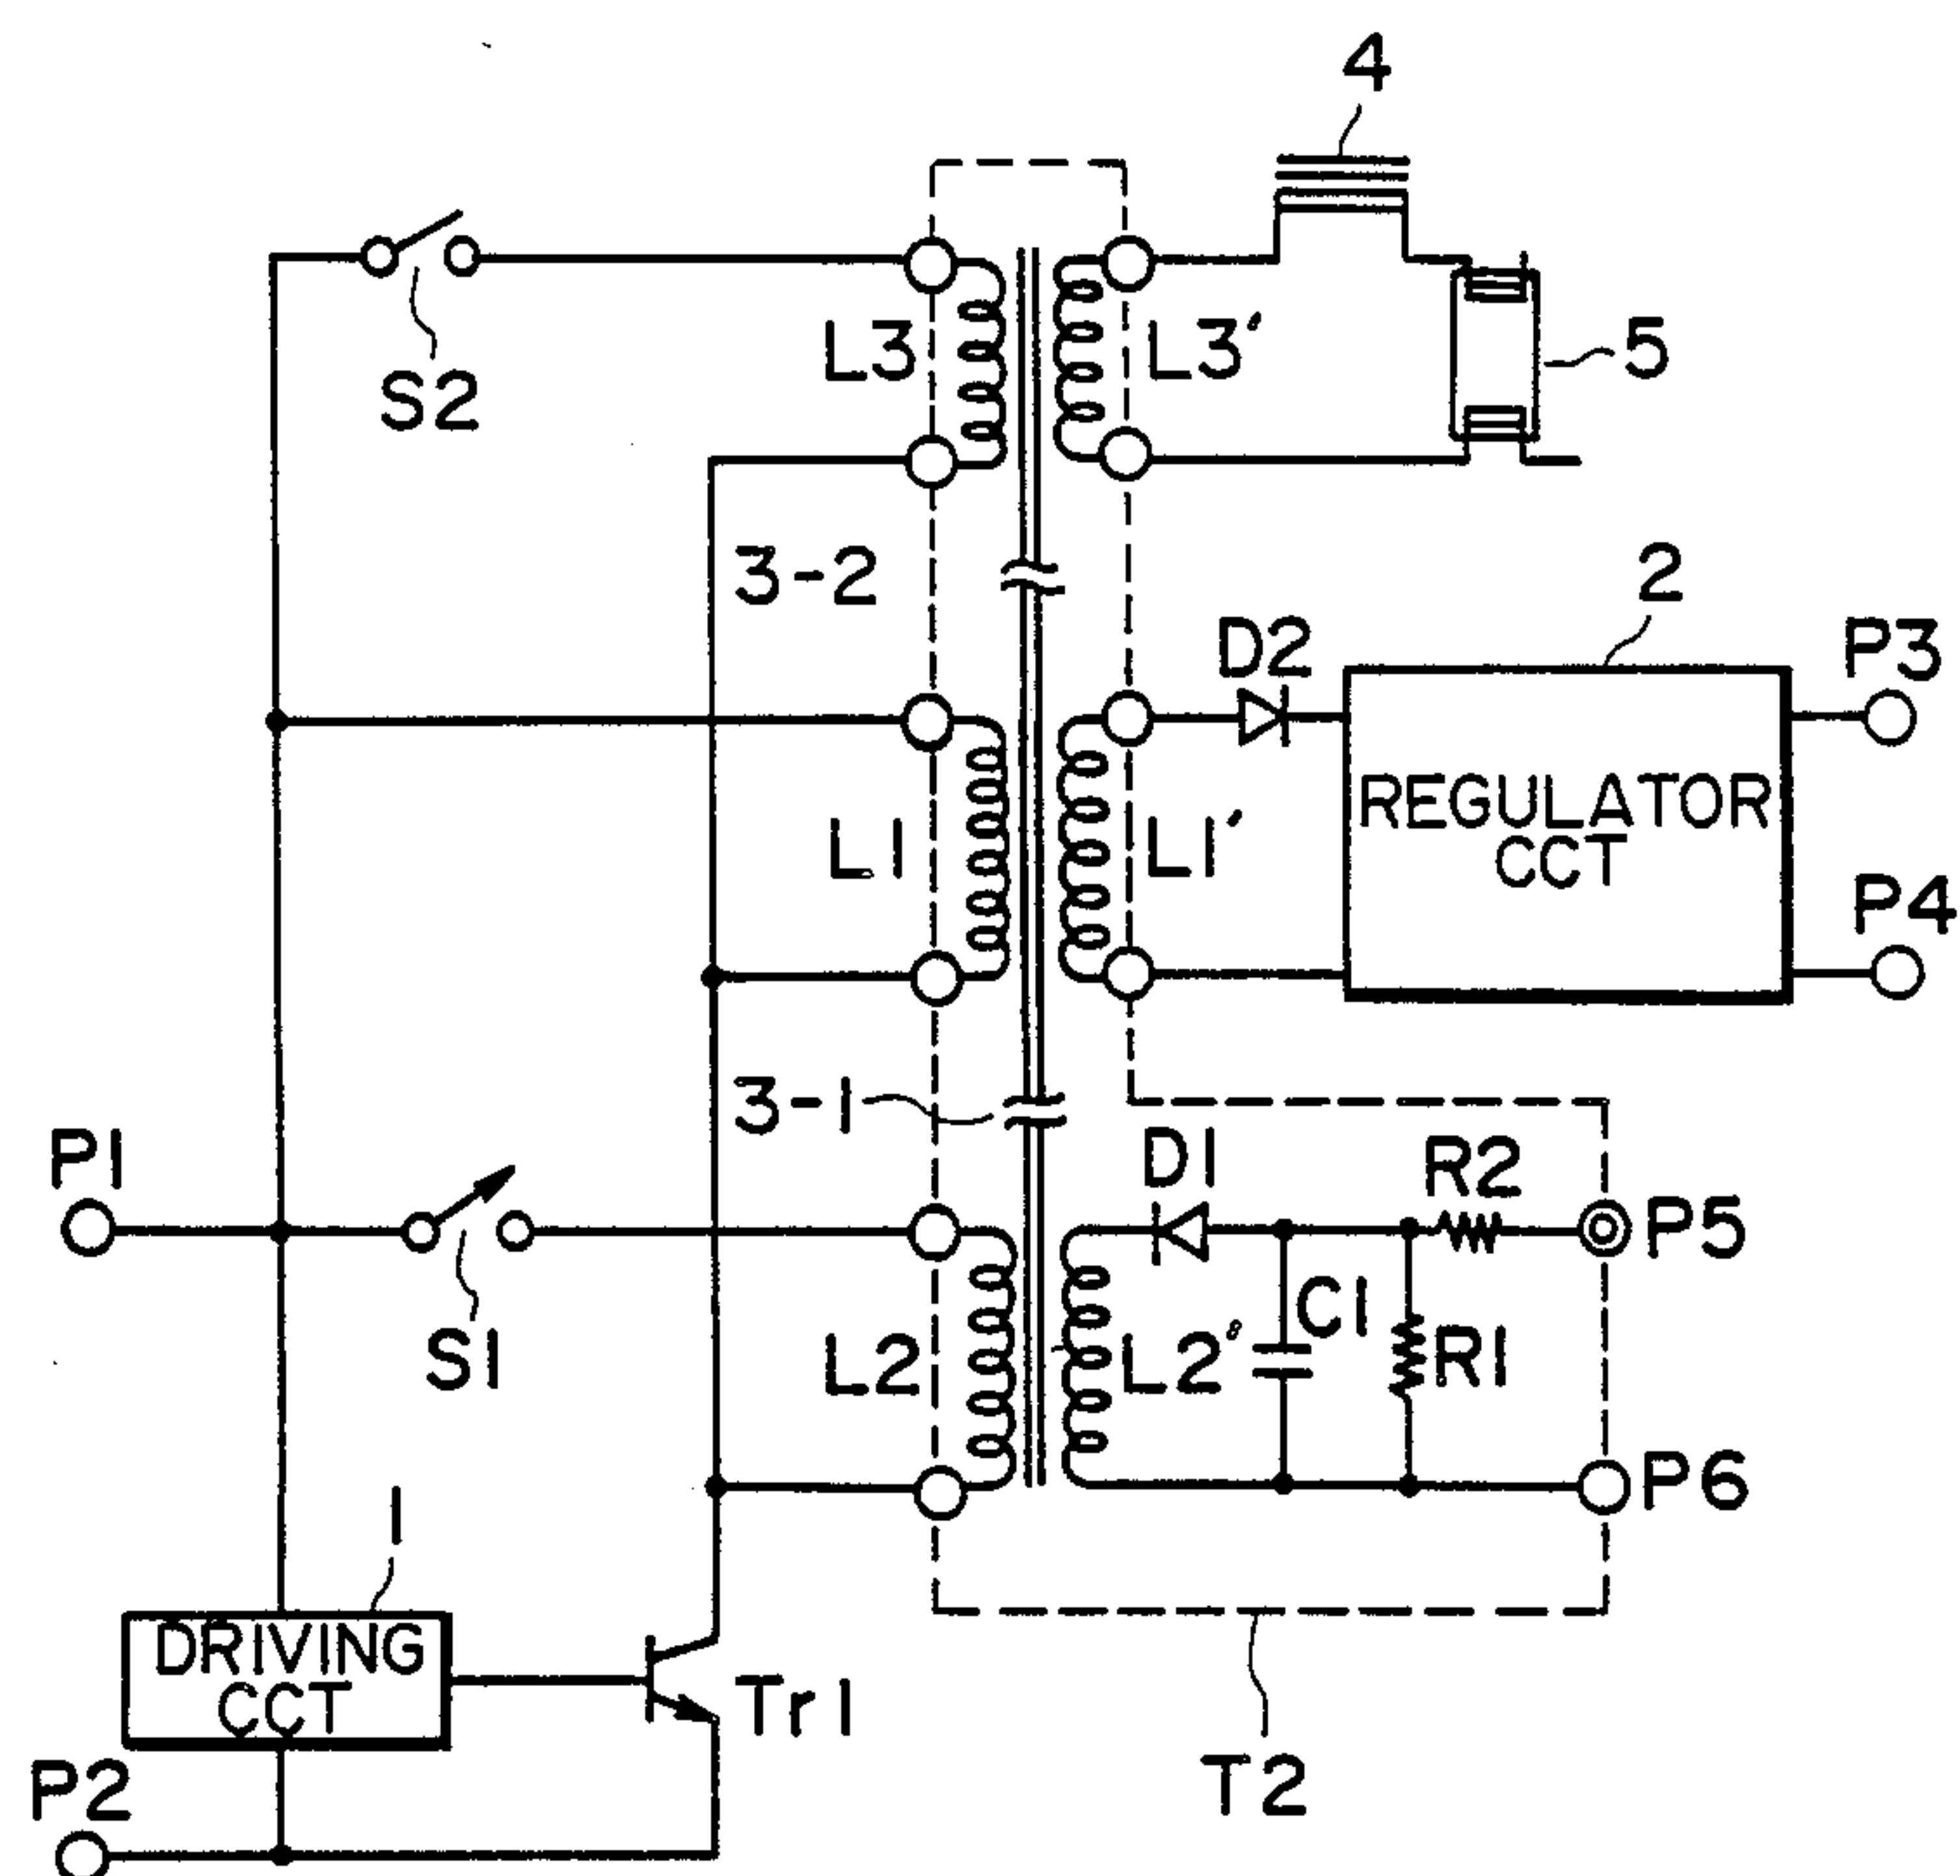 4
L3
L3'
5
S2
3-2
2
D2
P3
REGULATOR
CCT
L1
L1'
P4
3-1
P1
D1
R2
P5
S1
L2
L2'
C1
R1
P6
1
DRIVING
CCT
Tr1
P2
T2